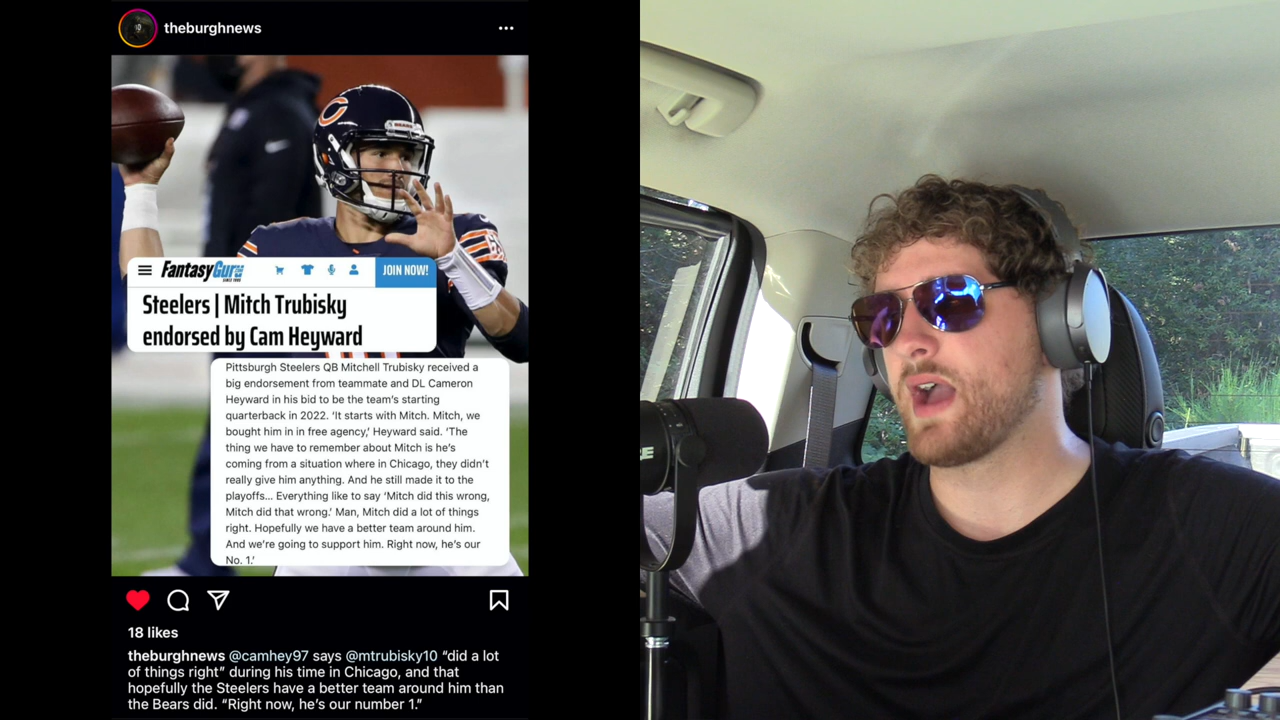 theburghnews
FantasyGuru
SINCE 1995
JOIN NOW!
Steelers | Mitch Trubisky
endorsed by Cam Heyward
Pittsburgh Steelers QB Mitchell Trubisky received a
big endorsement from teammate and DL Cameron
Heyward in his bid to be the team’s starting
quarterback in 2022. ‘It starts with Mitch. Mitch, we
bought him in in free agency,’ Heyward said. ‘The
thing we have to remember about Mitch is he’s
coming from a situation where in Chicago, they didn’t
really give him anything. And he still made it to the
playoffs... Everything like to say ‘Mitch did this wrong,
Mitch did that wrong.’ Man, Mitch did a lot of things
right. Hopefully we have a better team around him.
And we’re going to support him. Right now, he’s our
No. 1.’
18 likes
theburghnews @camhey97 says @mtrubisky10 “did a lot
of things right” during his time in Chicago, and that
hopefully the Steelers have a better team around him than
the Bears did. “Right now, he’s our number 1.”